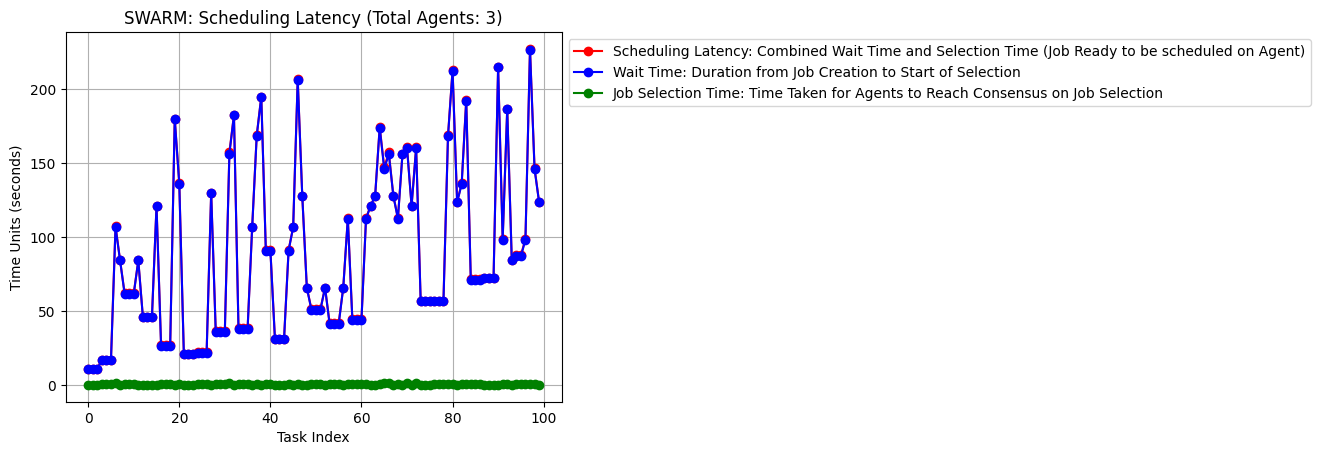 SWARM: Scheduling Latency (Total Agents: 3)
Scheduling Latency: Combined Wait Time and Selection Time (Job Ready to be scheduled on Agent)
Wait Time: Duration from Job Creation to Start of Selection
Job Selection Time: Time Taken for Agents to Reach Consensus on Job Selection
Time Units (seconds)
200
150
100
50
0
0 20 40 60 80 100
Task Index